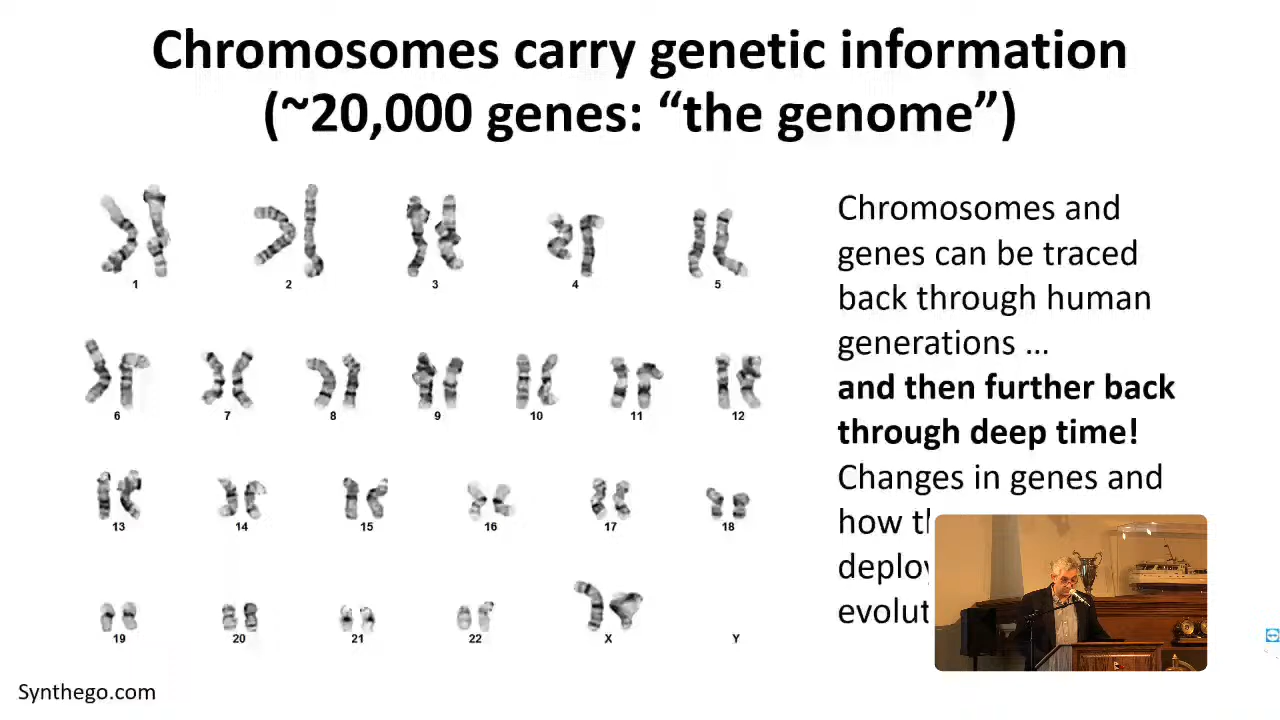 Chromosomes carry genetic information
(~20,000 genes: “the genome”)
Chromosomes and
genes can be traced
back through human
generations ...
and then further back
through deep time!
Changes in genes and
how
deploy
evolut
1 2 3 4 5
6 7 8 9 10 11 12
13 14 15 16 17 18
19 20 21 22 X Y
Synthego.com